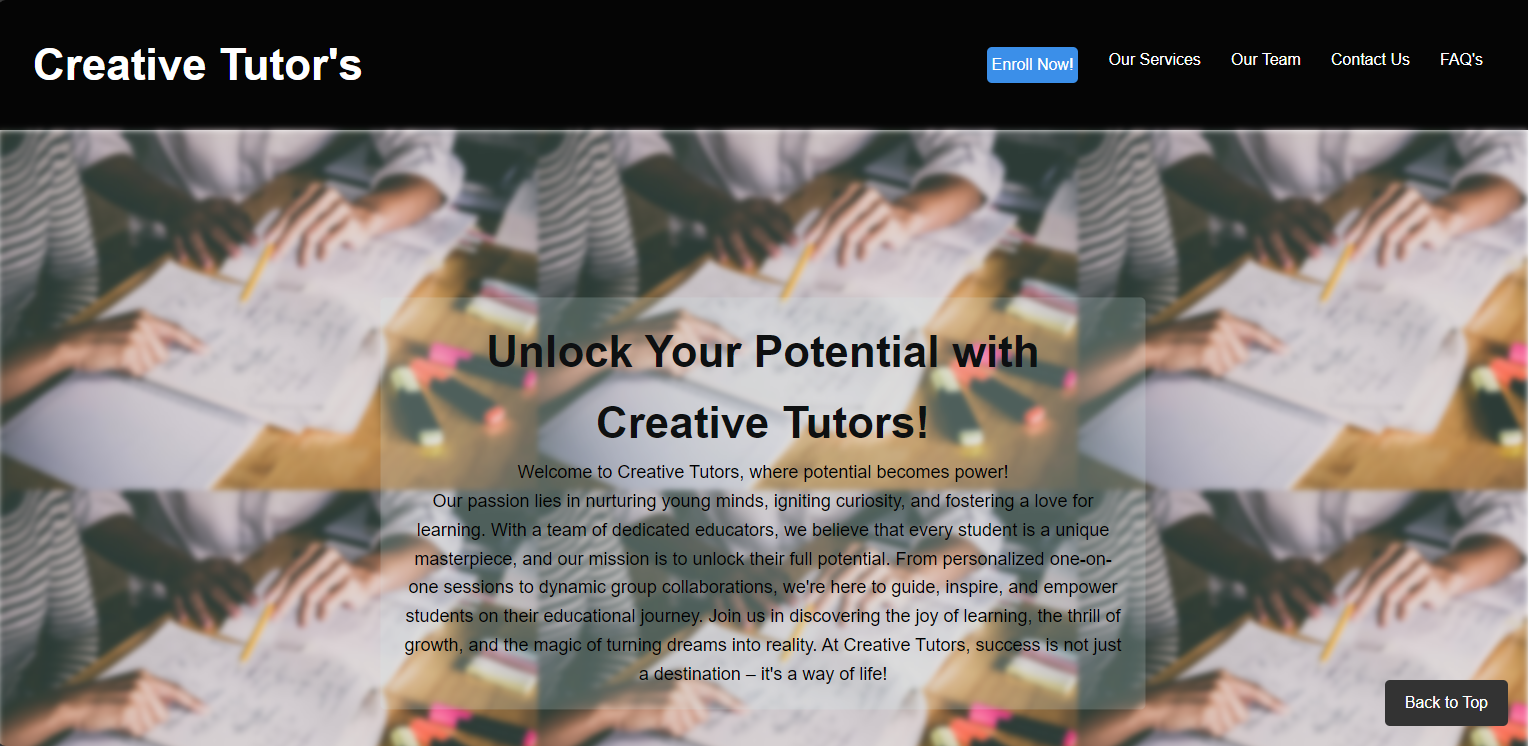 Creative Tutor's
Enroll Now! Our Services Our Team Contact Us FAQ's
Unlock Your Potential with
Creative Tutors!
Welcome to Creative Tutors, where potential becomes power!
Our passion lies in nurturing young minds, igniting curiosity, and fostering a love for
learning. With a team of dedicated educators, we believe that every student is a unique
masterpiece, and our mission is to unlock their full potential. From personalized one-on-
one sessions to dynamic group collaborations, we're here to guide, inspire, and empower
students on their educational journey. Join us in discovering the joy of learning, the thrill of
growth, and the magic of turning dreams into reality. At Creative Tutors, success is not just
a destination – it's a way of life!
Back to Top